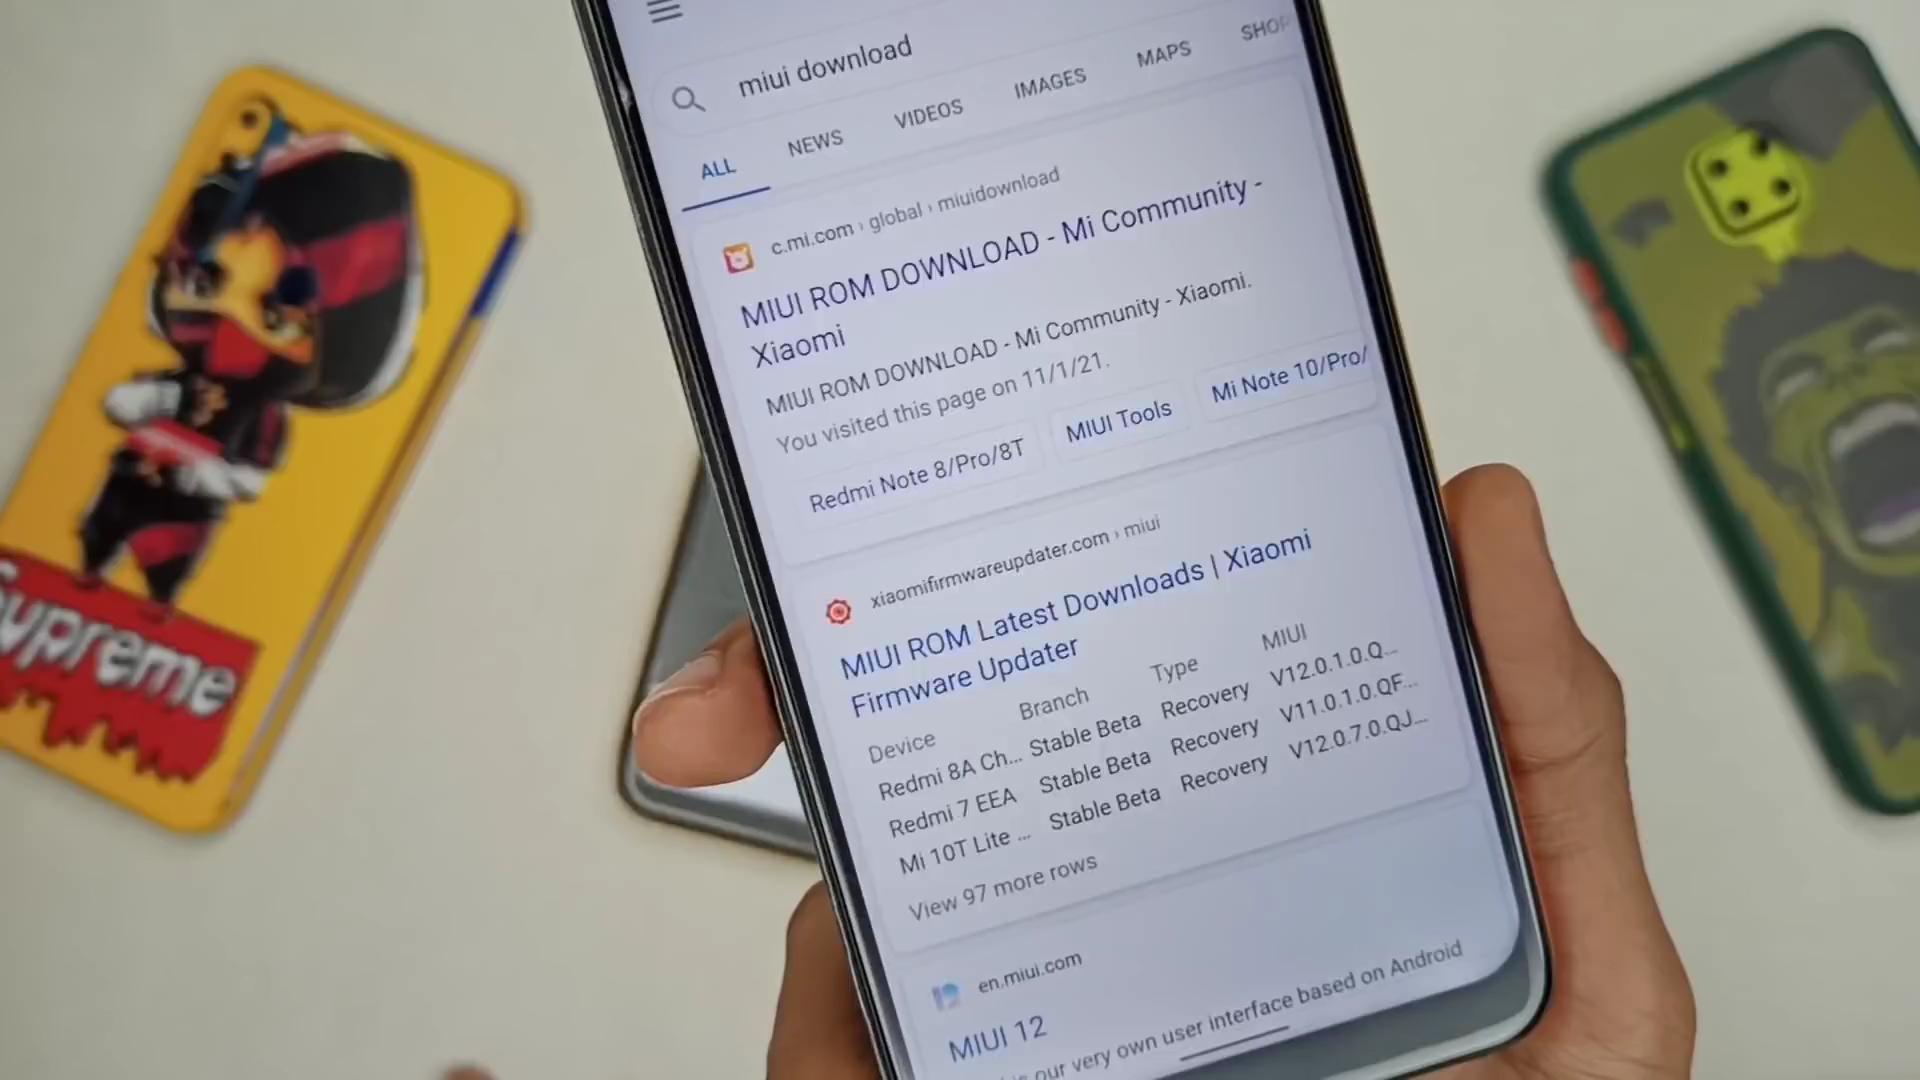 miui download
ALL NEWS VIDEOS IMAGES MAPS SHOP
c.mi.com › global › miuidownload
MIUI ROM DOWNLOAD - Mi Community -
Xiaomi
MIUI ROM DOWNLOAD - Mi Community - Xiaomi.
You visited this page on 11/1/21.
Redmi Note 8/Pro/8T MIUI Tools Mi Note 10/Pro/
xiaomifirmwareupdater.com › miui
MIUI ROM Latest Downloads | Xiaomi
Firmware Updater
Device Branch Type MIUI
Redmi 8A Ch... Stable Beta Recovery V12.0.1.0.Q...
Redmi 7 EEA Stable Beta Recovery V11.0.1.0.QF...
Mi 10T Lite ... Stable Beta Recovery V12.0.7.0.QJ...
View 97 more rows
en.miui.com
MIUI 12
our very own user interface based on Android
Supreme